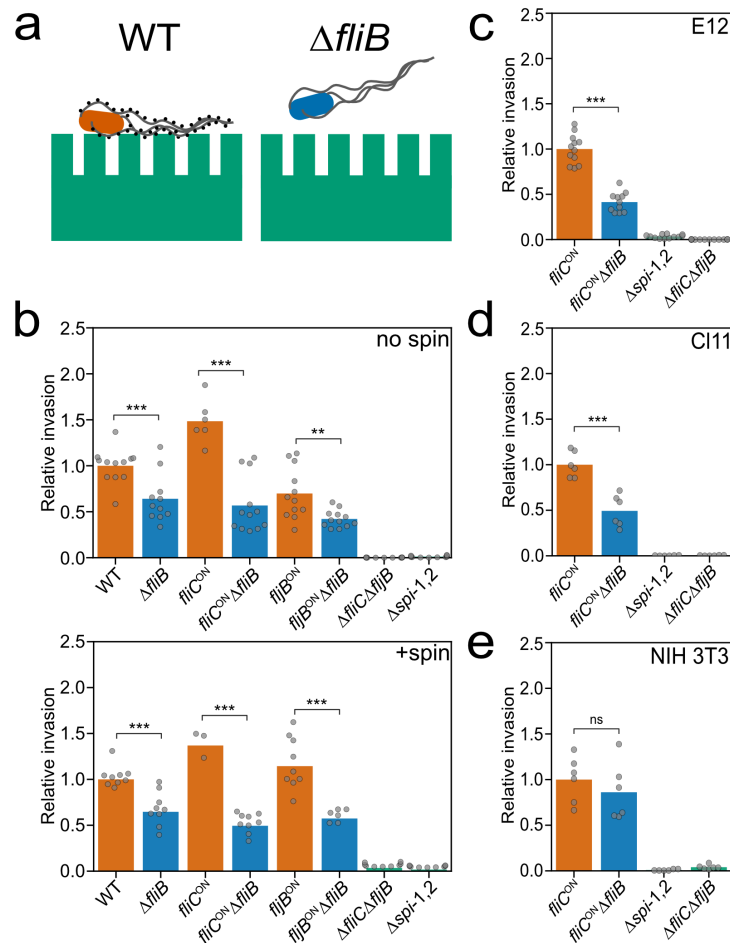 a
WT
ΔfliB
b
no spin
Relative invasion
2.5
2.0
1.5
1.0
0.5
0.0
***
***
**
WT
ΔfliB
fliCᴼᴺ
fliCᴼᴺΔfliB
fljBᴼᴺ
fljBᴼᴺΔfliB
ΔfliCΔfljB
Δspi-1,2
+spin
Relative invasion
2.5
2.0
1.5
1.0
0.5
0.0
***
***
***
WT
ΔfliB
fliCᴼᴺ
fliCᴼᴺΔfliB
fljBᴼᴺ
fljBᴼᴺΔfliB
ΔfliCΔfljB
Δspi-1,2
c
E12
Relative invasion
2.5
2.0
1.5
1.0
0.5
0.0
***
fliCᴼᴺ
fliCᴼᴺΔfliB
Δspi-1,2
ΔfliCΔfljB
d
CI11
Relative invasion
2.5
2.0
1.5
1.0
0.5
0.0
***
fliCᴼᴺ
fliCᴼᴺΔfliB
Δspi-1,2
ΔfliCΔfljB
e
NIH 3T3
Relative invasion
2.5
2.0
1.5
1.0
0.5
0.0
ns
fliCᴼᴺ
fliCᴼᴺΔfliB
Δspi-1,2
ΔfliCΔfljB